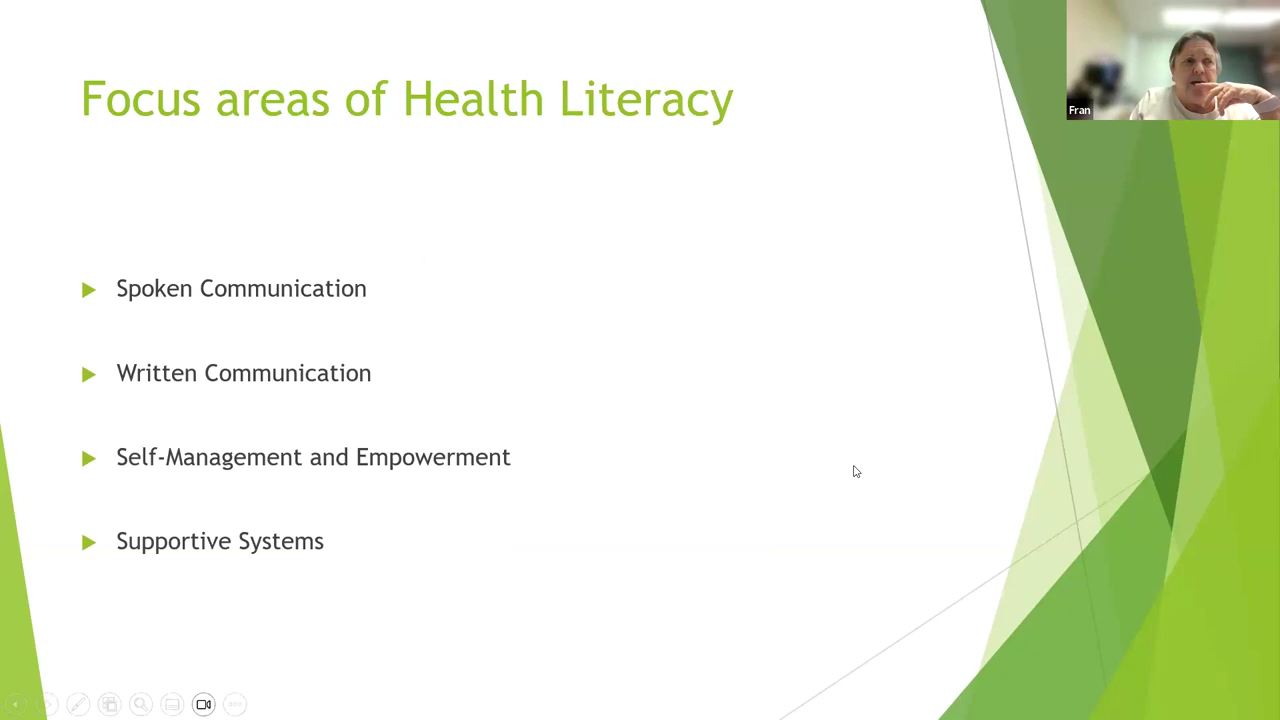 Focus areas of Health Literacy
Fran
Spoken Communication
Written Communication
Self-Management and Empowerment
Supportive Systems